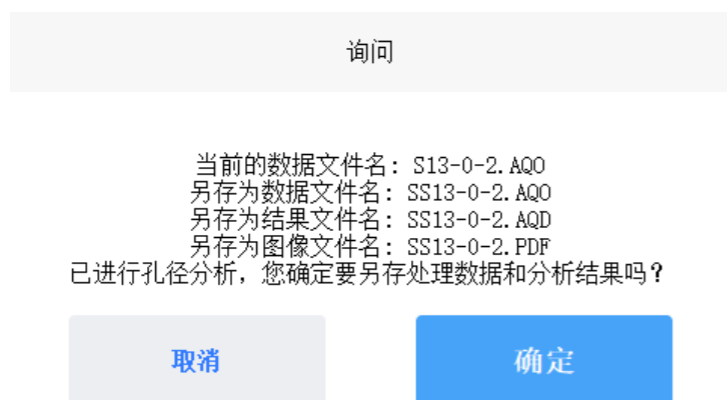 询问
当前的数据文件名: S13-0-2.AQO
另存为数据文件名: SS13-0-2.AQO
另存为结果文件名: SS13-0-2.AQD
另存为图像文件名: SS13-0-2.PDF
已进行孔径分析，您确定要另存处理数据和分析结果吗？
取消
确定